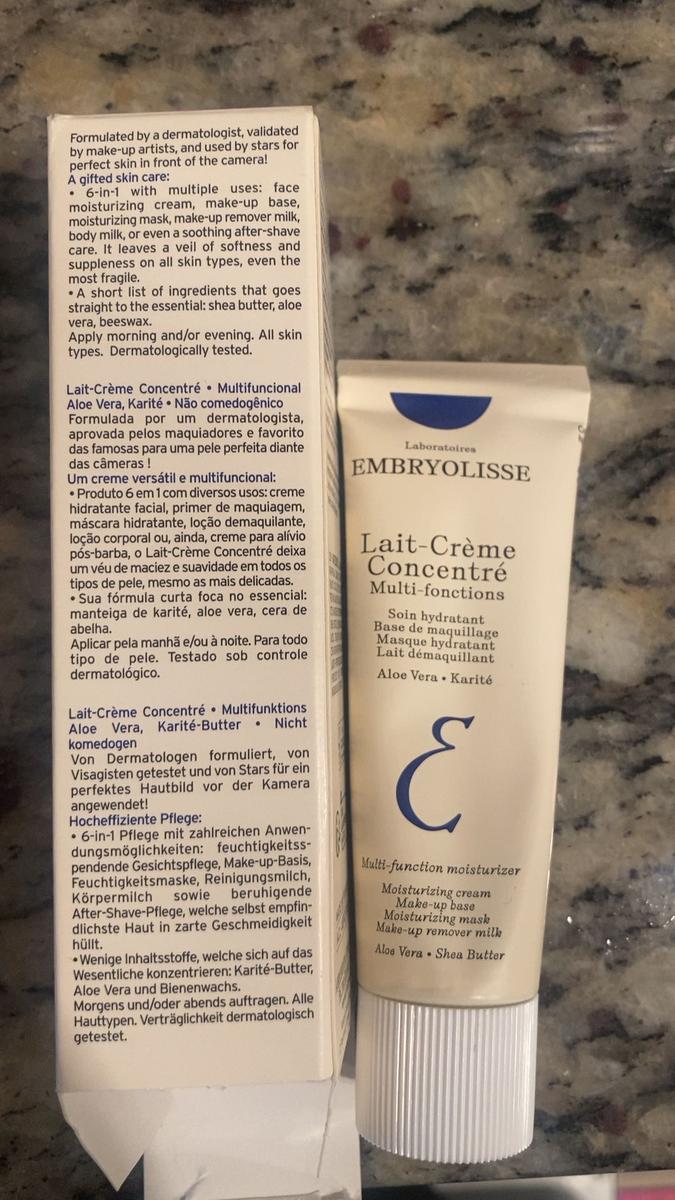 Formulated by a dermatologist, validated
by make-up artists, and used by stars for
perfect skin in front of the camera!
A gifted skin care:
• 6-in-1 with multiple uses: face
moisturizing cream, make-up base,
moisturizing mask, make-up remover milk,
body milk, or even a soothing after-shave
care. It leaves a veil of softness and
suppleness on all skin types, even the
most fragile.
• A short list of ingredients that goes
straight to the essential: shea butter, aloe
vera, beeswax.
Apply morning and/or evening. All skin
types. Dermatologically tested.
Lait-Crème Concentré • Multifuncional
Aloe Vera, Karité • Não comedogênico
Formulada por um dermatologista,
aprovada pelos maquiadores e favorito
das famosas para uma pele perfeita diante
das câmeras !
Um creme versátil e multifuncional:
• Produto 6 em 1 com diversos usos: creme
hidratante facial, primer de maquiagem,
máscara hidratante, loção demaquilante,
loção corporal ou, ainda, creme para alívio
pós-barba, o Lait-Crème Concentré deixa
um véu de maciez e suavidade em todos os
tipos de pele, mesmo as mais delicadas.
• Sua fórmula curta foca no essencial:
manteiga de karité, aloe vera, cera de
abelha.
Aplicar pela manhã e/ou à noite. Para todo
tipo de pele. Testado sob controle
dermatológico.
Lait-Crème Concentré • Multifunktions
Aloe Vera, Karité-Butter • Nicht
komedogen
Von Dermatologen formuliert, von
Visagisten getestet und von Stars für ein
perfektes Hautbild vor der Kamera
angewendet!
Hocheffiziente Pflege:
• 6-in-1 Pflege mit zahlreichen Anwen-
dungsmöglichkeiten: feuchtigkeitss-
pendende Gesichtspflege, Make-up-Basis,
Feuchtigkeitsmaske, Reinigungsmilch,
Körpermilch sowie beruhigende
After-Shave-Pflege, welche selbst empfin-
dlichste Haut in zarte Geschmeidigkeit
hüllt.
• Wenige Inhaltsstoffe, welche sich auf das
Wesentliche konzentrieren: Karité-Butter,
Aloe Vera und Bienenwachs.
Morgens und/oder abends auftragen. Alle
Hauttypen. Verträglichkeit dermatologisch
getestet.
Laboratoires
EMBRYOLISSE
Lait-Crème
Concentré
Multi-fonctions
Soin hydratant
Base de maquillage
Masque hydratant
Lait démaquillant
Aloe Vera • Karité
Multi-function moisturizer
Moisturizing cream
Make-up base
Moisturizing mask
Make-up remover milk
Aloe Vera • Shea Butter